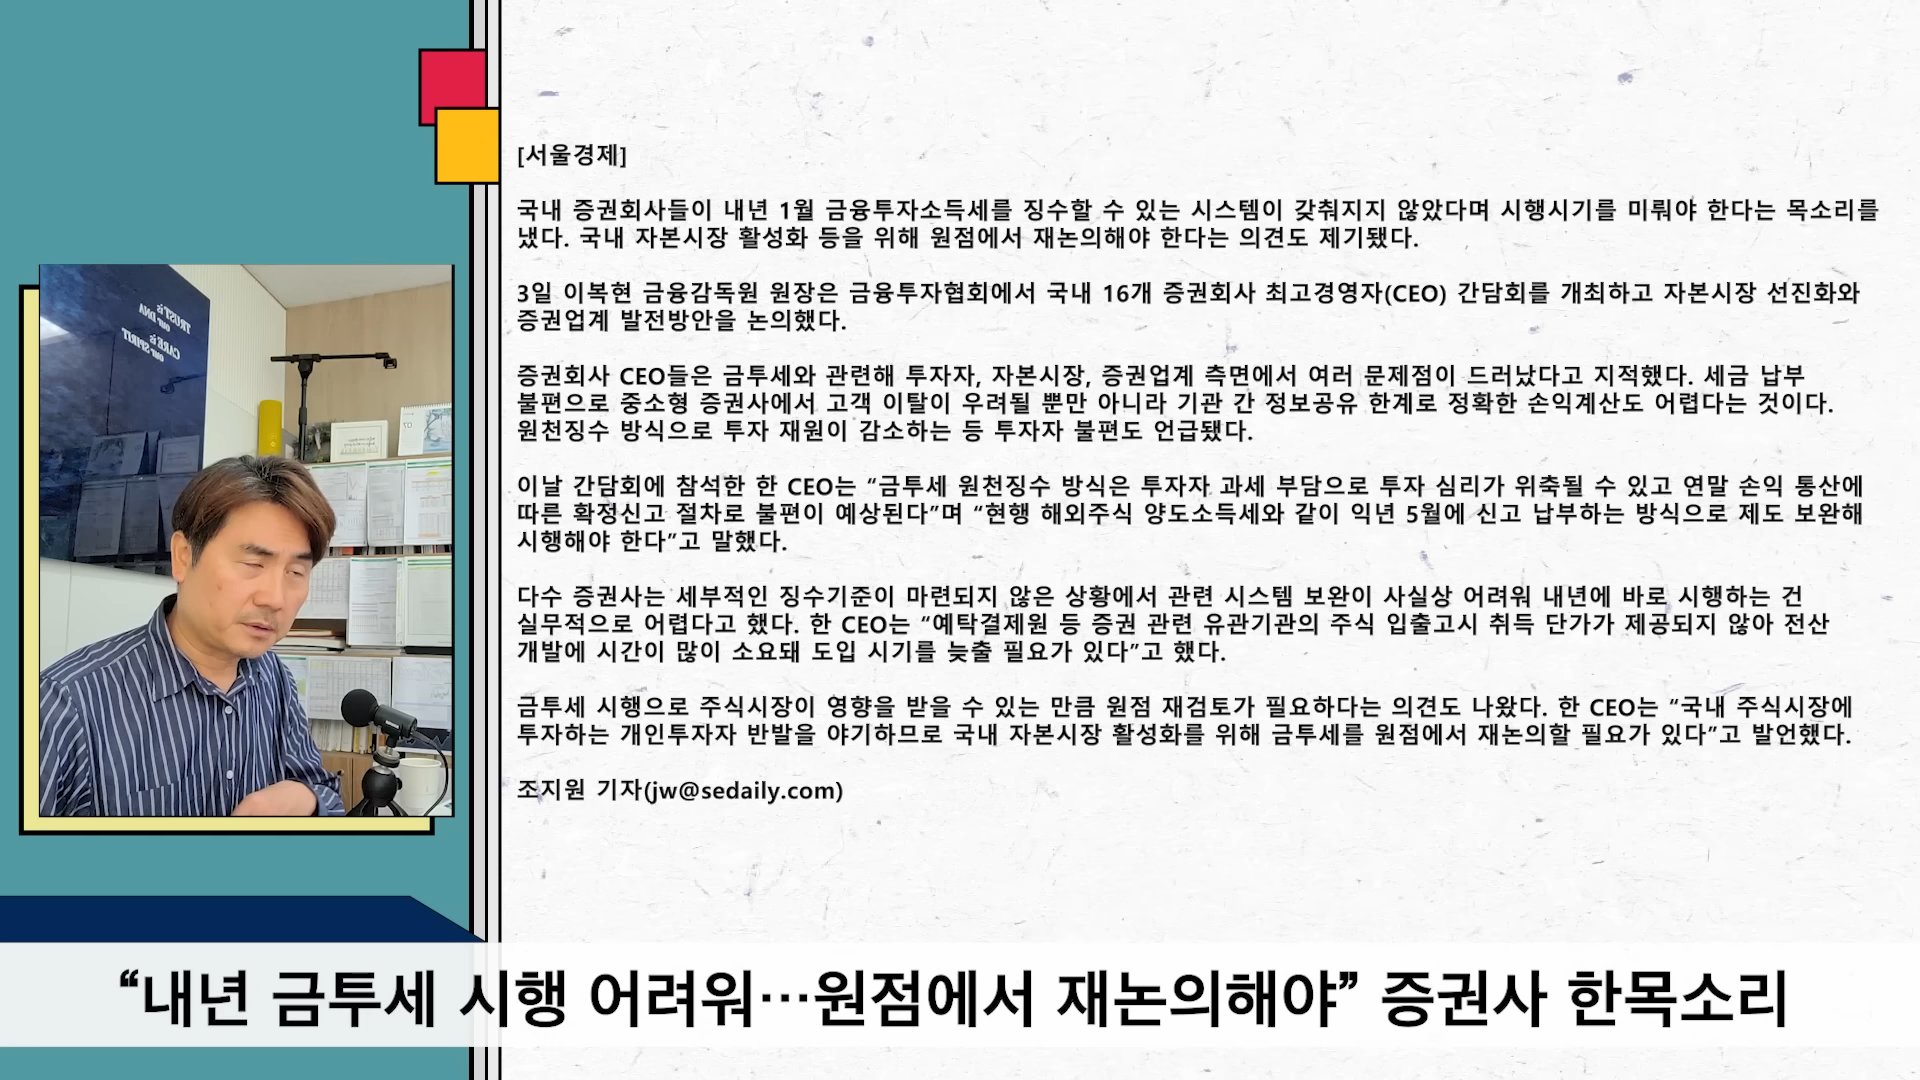 [서울경제]
국내 증권회사들이 내년 1월 금융투자소득세를 징수할 수 있는 시스템이 갖춰지지 않았다며 시행시기를 미뤄야 한다는 목소리를
냈다. 국내 자본시장 활성화 등을 위해 원점에서 재논의해야 한다는 의견도 제기됐다.
3일 이복현 금융감독원 원장은 금융투자협회에서 국내 16개 증권회사 최고경영자(CEO) 간담회를 개최하고 자본시장 선진화와
증권업계 발전방안을 논의했다.
증권회사 CEO들은 금투세와 관련해 투자자, 자본시장, 증권업계 측면에서 여러 문제점이 드러났다고 지적했다. 세금 납부
불편으로 중소형 증권사에서 고객 이탈이 우려될 뿐만 아니라 기관 간 정보공유 한계로 정확한 손익계산도 어렵다는 것이다.
원천징수 방식으로 투자 재원이 감소하는 등 투자자 불편도 언급됐다.
이날 간담회에 참석한 한 CEO는 “금투세 원천징수 방식은 투자자 과세 부담으로 투자 심리가 위축될 수 있고 연말 손익 통산에
따른 확정신고 절차로 불편이 예상된다”며 “현행 해외주식 양도소득세와 같이 익년 5월에 신고 납부하는 방식으로 제도 보완해
시행해야 한다”고 말했다.
다수 증권사는 세부적인 징수기준이 마련되지 않은 상황에서 관련 시스템 보완이 사실상 어려워 내년에 바로 시행하는 건
실무적으로 어렵다고 했다. 한 CEO는 “예탁결제원 등 증권 관련 유관기관의 주식 입출고시 취득 단가가 제공되지 않아 전산
개발에 시간이 많이 소요돼 도입 시기를 늦출 필요가 있다”고 했다.
금투세 시행으로 주식시장이 영향을 받을 수 있는 만큼 원점 재검토가 필요하다는 의견도 나왔다. 한 CEO는 “국내 주식시장에
투자하는 개인투자자 반발을 야기하므로 국내 자본시장 활성화를 위해 금투세를 원점에서 재논의할 필요가 있다”고 발언했다.
조지원 기자(jw@sedaily.com)
TRUST is
our DNA
CARE is
our SPIRIT
“내년 금투세 시행 어려워…원점에서 재논의해야” 증권사 한목소리